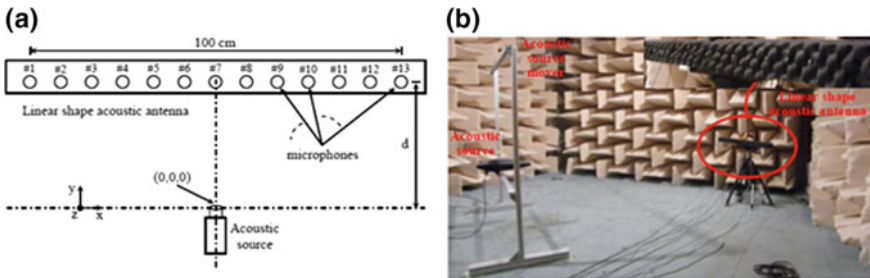 (a)
100 cm
#1 #2 #3 #4 #5 #6 #7 #8 #9 #10 #11 #12 #13
Linear shape acoustic antenna
microphones
d
(0,0,0)
y
z x
Acoustic
source
(b)
Acoustic
source mover
Acoustic
source
Linear shape
acoustic antenna